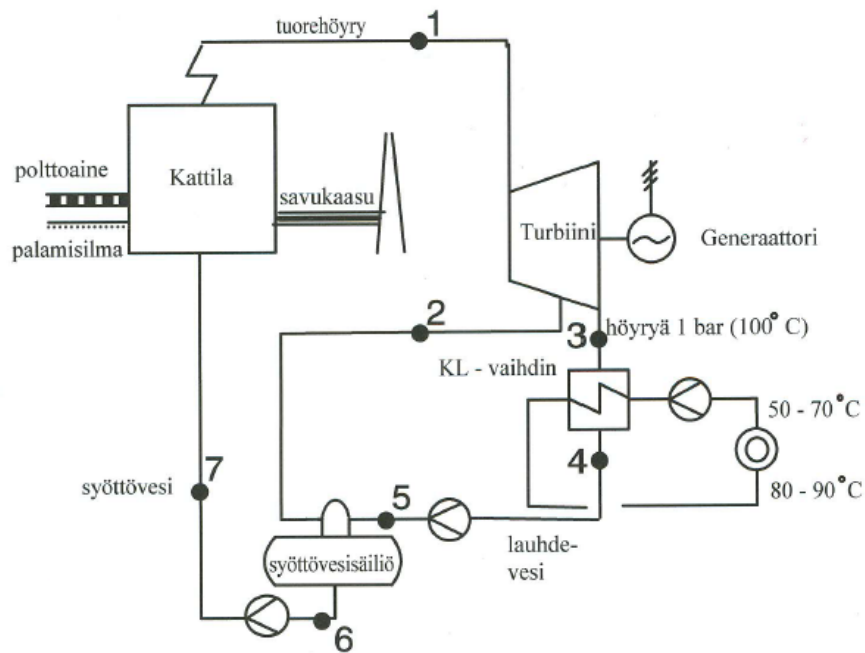 tuorehöyry
1
polttoaine
Kattila
savukaasu
palamisilma
Turbiini
Generaattori
2
3
höyryä 1 bar (100° C)
KL - vaihdin
50 - 70 °C
4
7
syöttövesi
5
80 - 90°C
lauhde-
vesi
syöttövesisäiliö
6